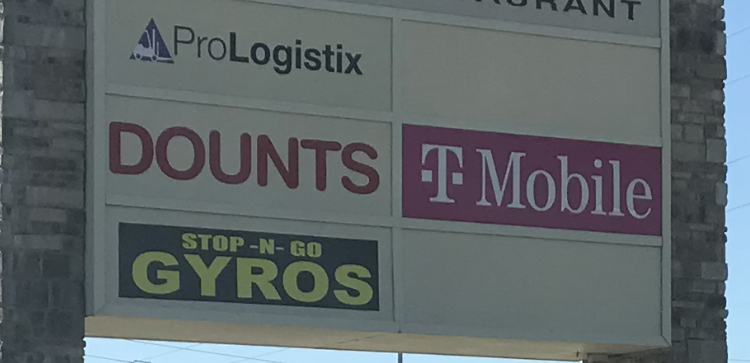 ProLogistix
DOUNTS
T Mobile
STOP -N- GO
GYROS